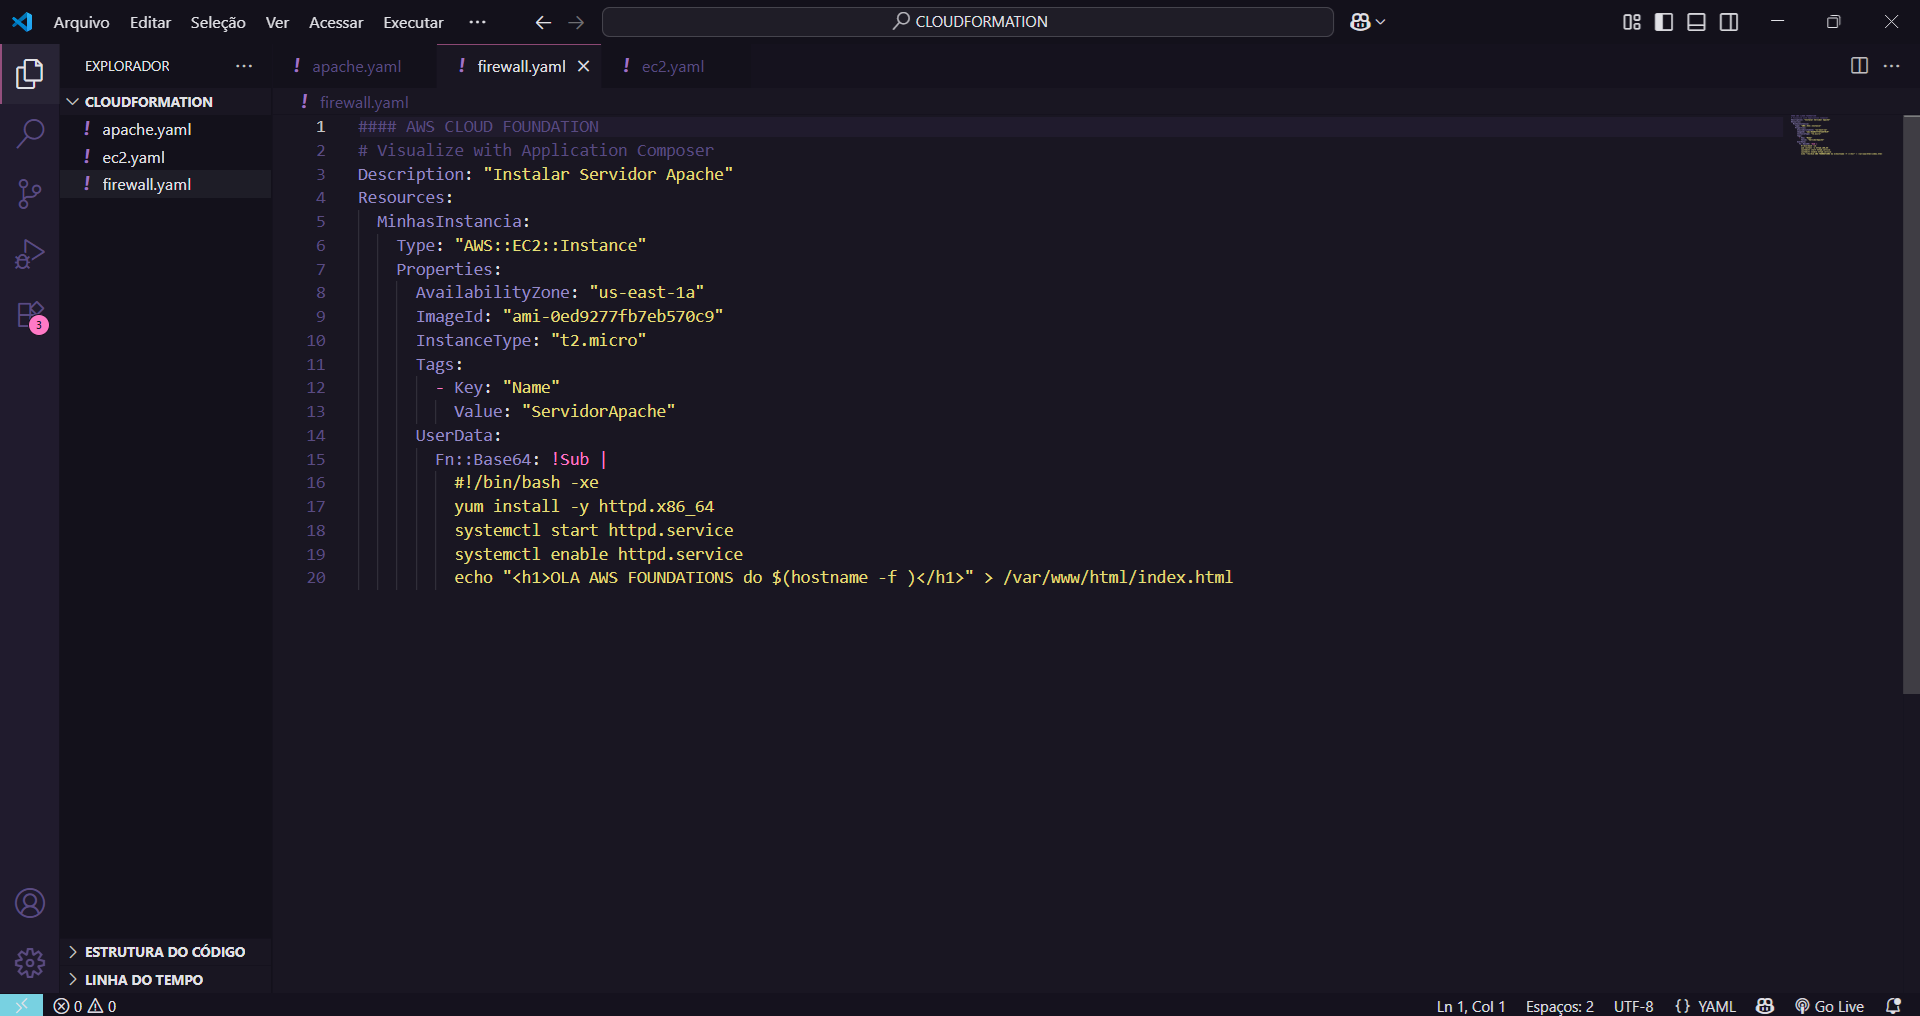 Arquivo Editar Seleção Ver Acessar Executar ··· CLOUDFORMATION
EXPLORADOR ···
! apache.yaml ! firewall.yaml ! ec2.yaml
CLOUDFORMATION
! apache.yaml
! ec2.yaml
! firewall.yaml
3
! firewall.yaml
1 #### AWS CLOUD FOUNDATION
2 # Visualize with Application Composer
3 Description: "Instalar Servidor Apache"
4 Resources:
5   MinhasInstancia:
6     Type: "AWS::EC2::Instance"
7     Properties:
8       AvailabilityZone: "us-east-1a"
9       ImageId: "ami-0ed9277fb7eb570c9"
10       InstanceType: "t2.micro"
11       Tags:
12         - Key: "Name"
13           Value: "ServidorApache"
14       UserData:
15         Fn::Base64: !Sub |
16           #!/bin/bash -xe
17           yum install -y httpd.x86_64
18           systemctl start httpd.service
19           systemctl enable httpd.service
20           echo "<h1>OLA AWS FOUNDATIONS do $(hostname -f )</h1>" > /var/www/html/index.html
ESTRUTURA DO CÓDIGO
LINHA DO TEMPO
0 0 Ln 1, Col 1 Espaços: 2 UTF-8 {} YAML Go Live